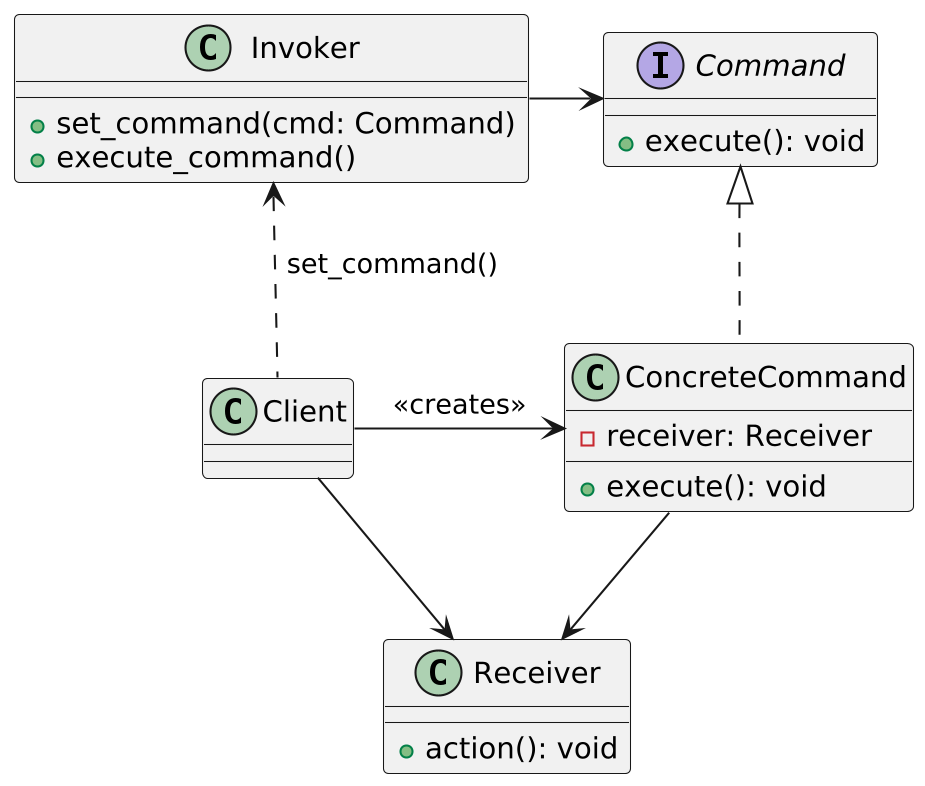 C Invoker
set_command(cmd: Command)
execute_command()
I Command
execute(): void
set_command()
C Client
«creates»
C ConcreteCommand
receiver: Receiver
execute(): void
C Receiver
action(): void